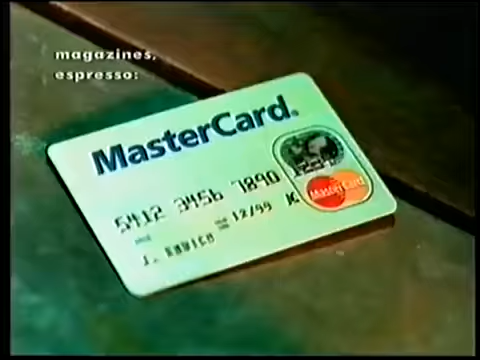 magazines,
espresso:
MasterCard®
5412 3456 7890
12/99
MasterCard